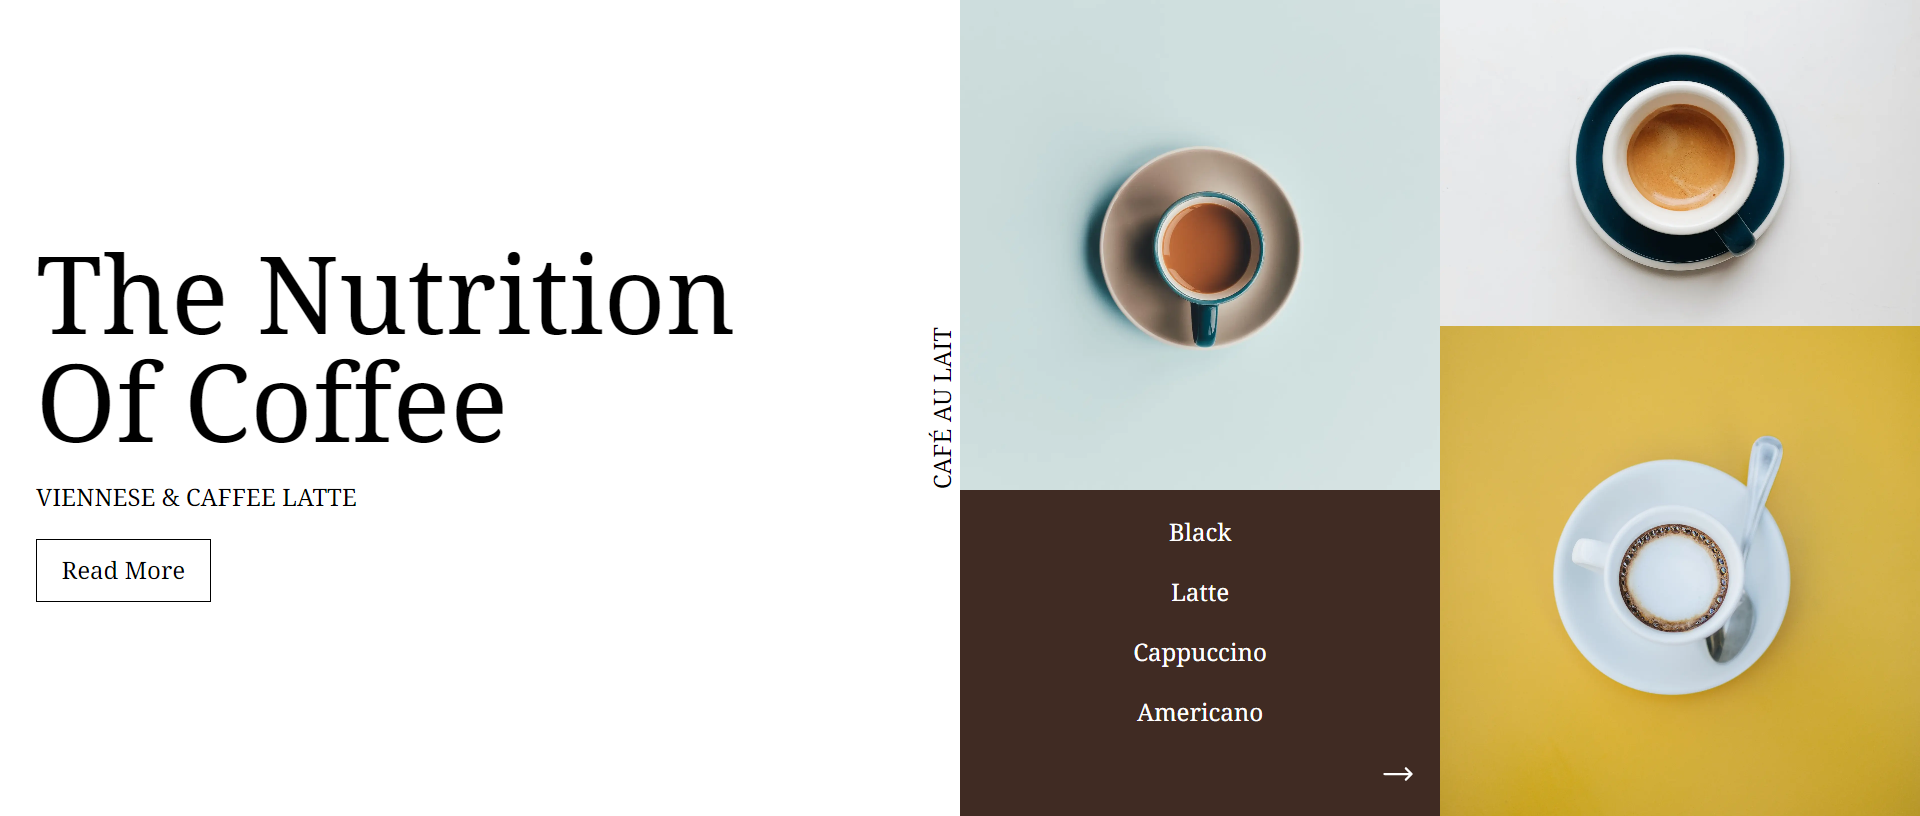 The Nutrition
Of Coffee
VIENNESE & CAFFEE LATTE
Read More
CAFÉ AU LAIT
Black
Latte
Cappuccino
Americano